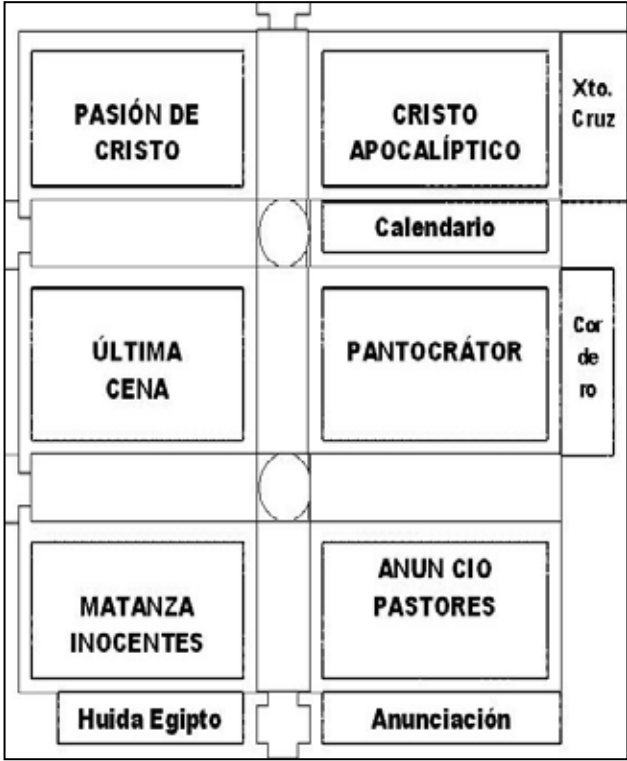 PASIÓN DE
CRISTO
CRISTO
APOCALÍPTICO
Xto.
Cruz
Calendario
ÚLTIMA
CENA
PANTOCRÁTOR
Cor
de
ro
MATANZA
INOCENTES
ANUN CIO
PASTORES
Huida Egipto
Anunciación